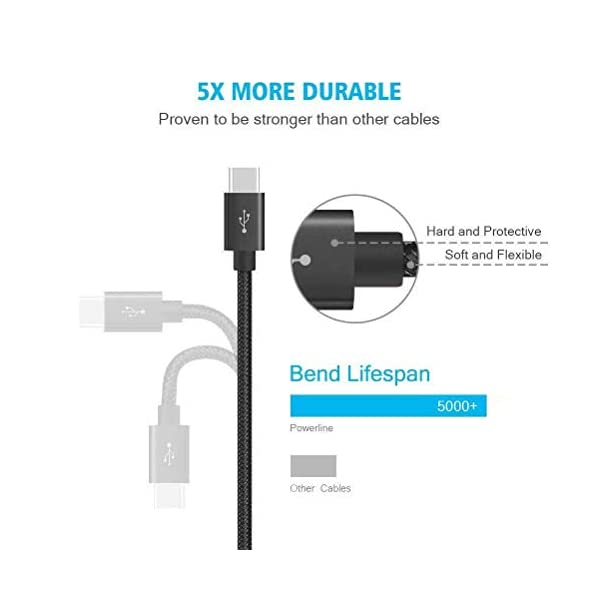 5X MORE DURABLE
Proven to be stronger than other cables
Hard and Protective
Soft and Flexible
Bend Lifespan
5000+
Powerline
Other Cables